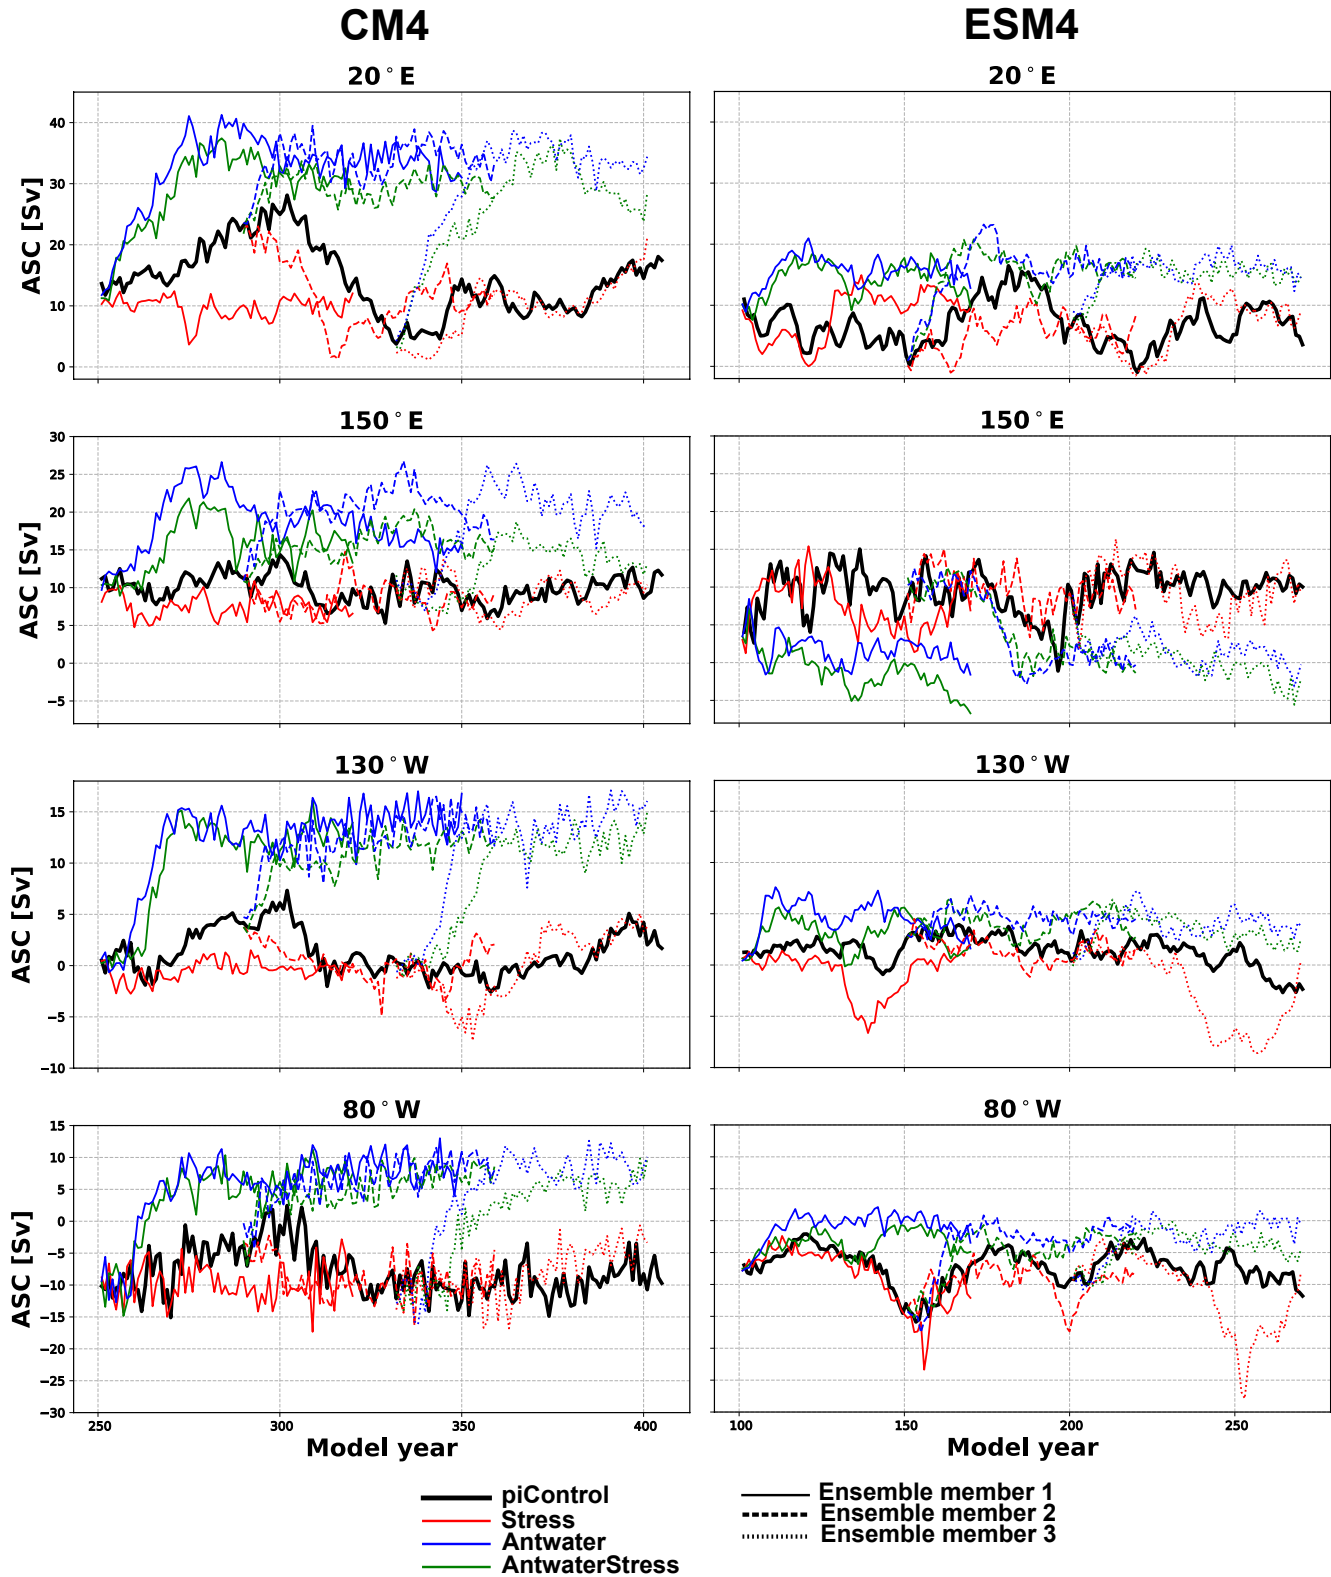 CM4
ESM4
20°E
20°E
ASC [Sv]
40
30
20
10
0
150°E
150°E
ASC [Sv]
30
25
20
15
10
5
0
−5
130°W
130°W
ASC [Sv]
15
10
5
0
−5
−10
80°W
80°W
ASC [Sv]
15
10
5
0
−5
−10
−15
−20
−25
−30
250 300 350 400
100 150 200 250
Model year
Model year
piControl
Stress
Antwater
AntwaterStress
Ensemble member 1
Ensemble member 2
Ensemble member 3